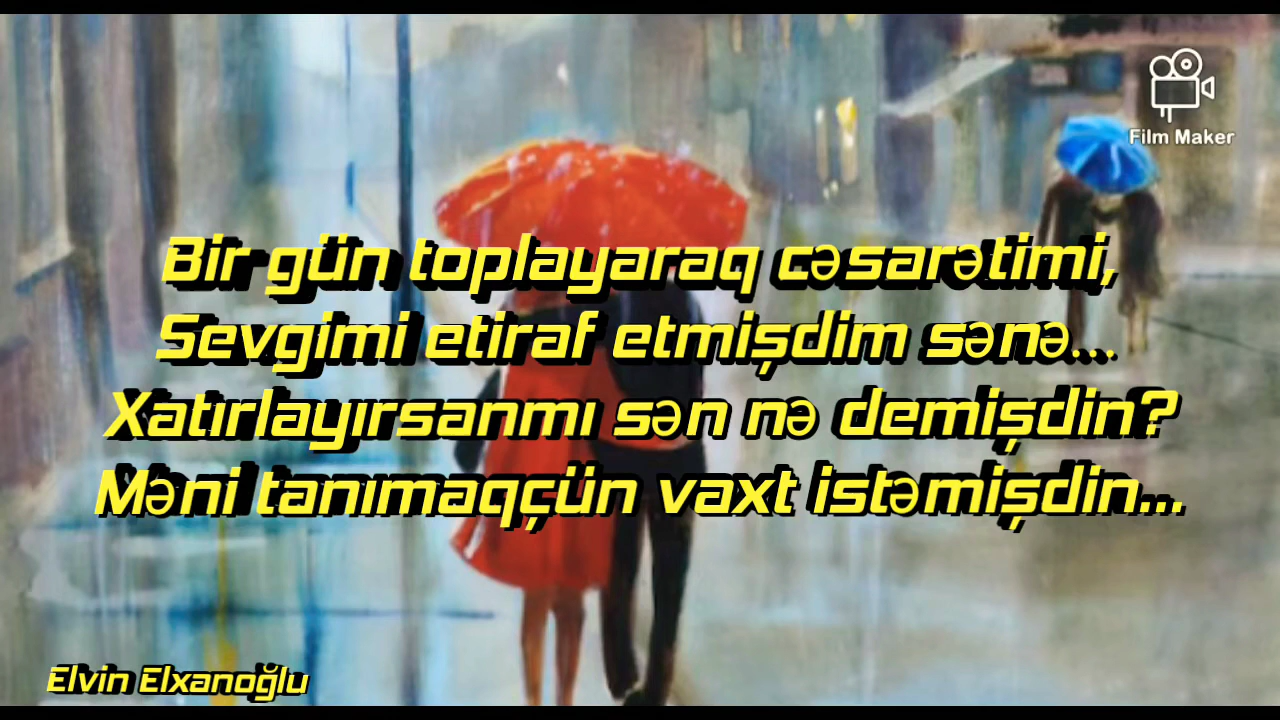 Film Maker
Bir gün toplayaraq cəsarətimi,
Sevgimi etiraf etmişdim sənə...
Xatırlayırsanmı sən nə demişdin?
Məni tanımaqçün vaxt istəmişdin...
Elvin Elxanoğlu